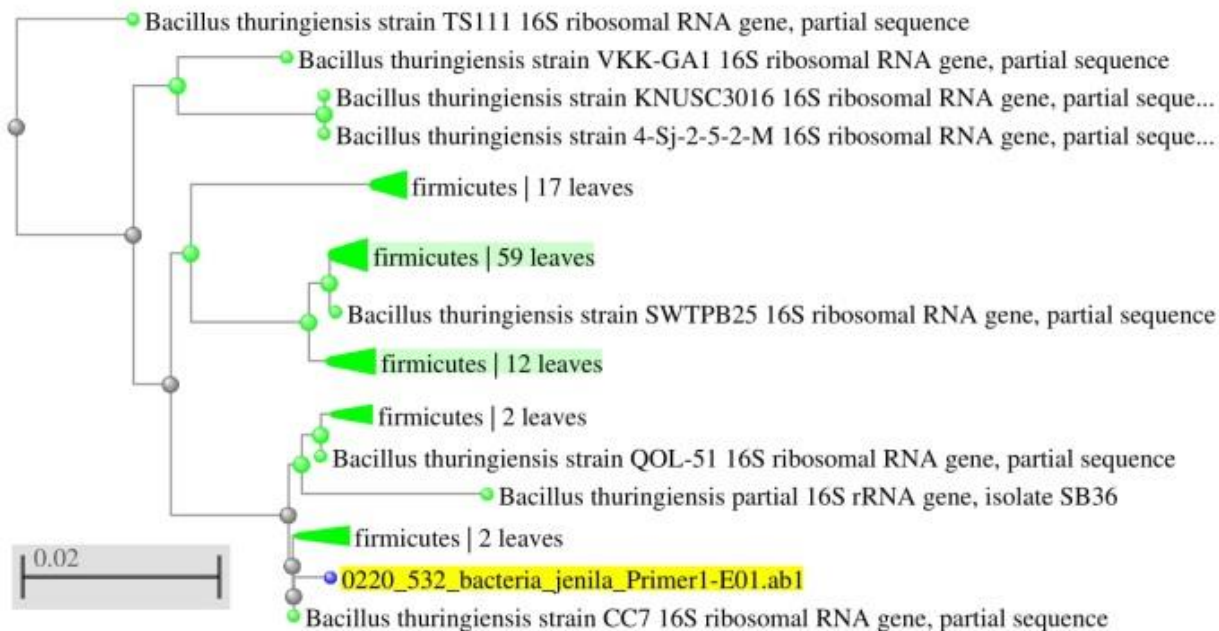 Bacillus thuringiensis strain TS111 16S ribosomal RNA gene, partial sequence
Bacillus thuringiensis strain VKK-GA1 16S ribosomal RNA gene, partial sequence
Bacillus thuringiensis strain KNUSC3016 16S ribosomal RNA gene, partial seque...
Bacillus thuringiensis strain 4-Sj-2-5-2-M 16S ribosomal RNA gene, partial seque...
firmicutes | 17 leaves
firmicutes | 59 leaves
Bacillus thuringiensis strain SWTPB25 16S ribosomal RNA gene, partial sequence
firmicutes | 12 leaves
firmicutes | 2 leaves
Bacillus thuringiensis strain QOL-51 16S ribosomal RNA gene, partial sequence
Bacillus thuringiensis partial 16S rRNA gene, isolate SB36
firmicutes | 2 leaves
0.02
0220_532_bacteria_jenila_Primer1-E01.ab1
Bacillus thuringiensis strain CC7 16S ribosomal RNA gene, partial sequence